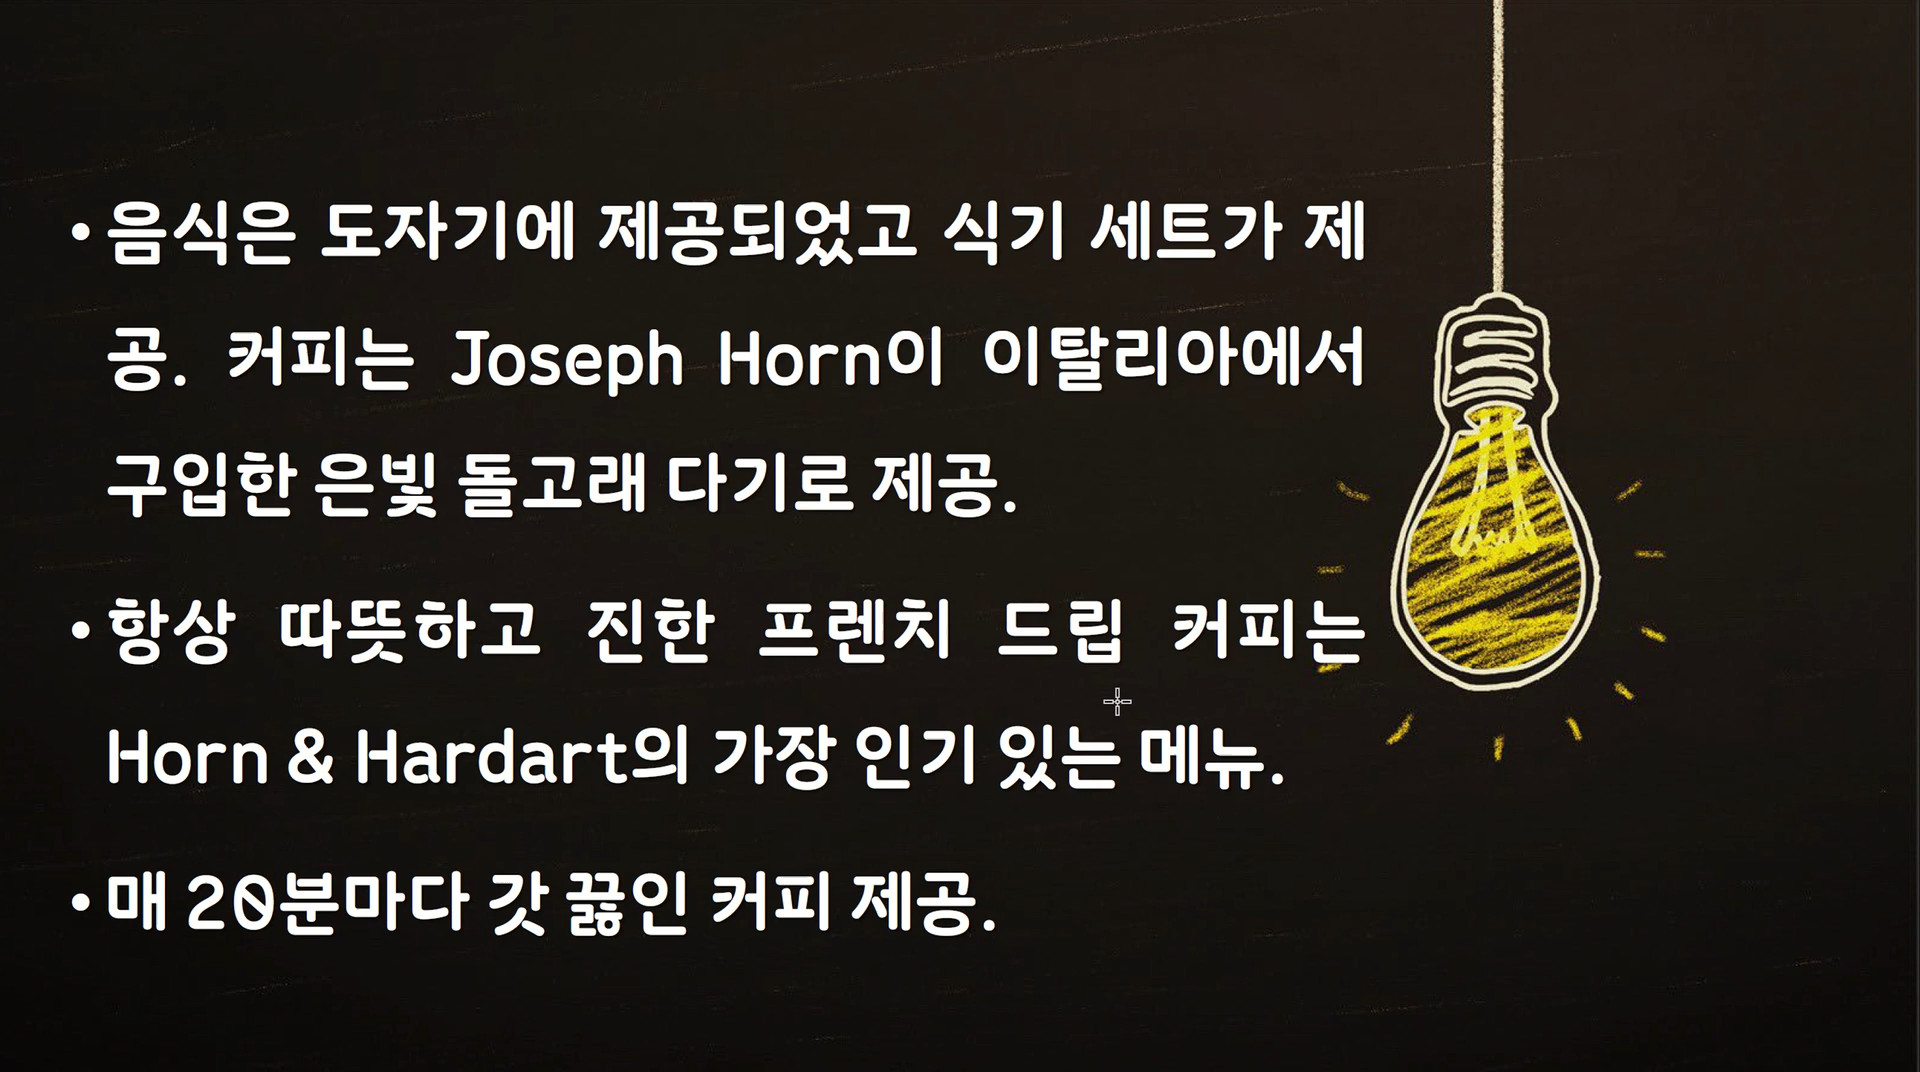 • 음식은 도자기에 제공되었고 식기 세트가 제
공. 커피는 Joseph Horn이 이탈리아에서
구입한 은빛 돌고래 다기로 제공.
• 항상 따뜻하고 진한 프렌치 드립 커피는
Horn & Hardart의 가장 인기 있는 메뉴.
• 매 20분마다 갓 끓인 커피 제공.